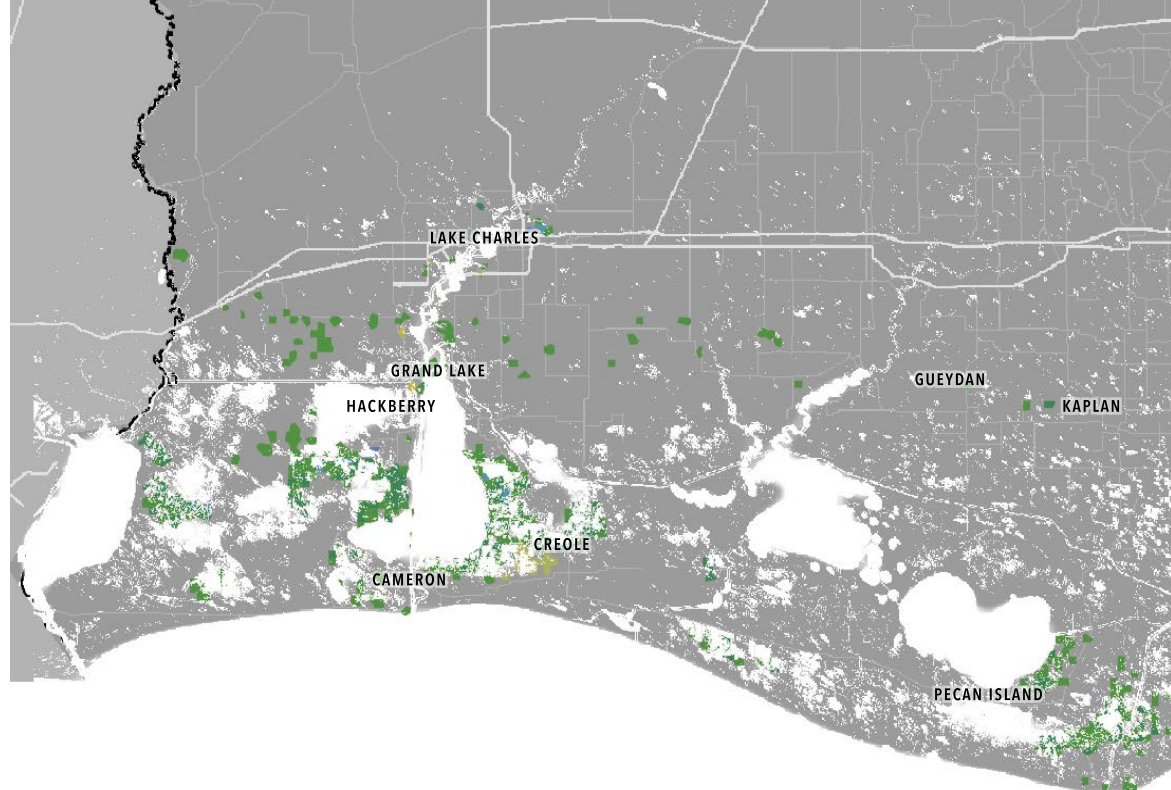 LAKE CHARLES
GRAND LAKE
GUEYDAN
HACKBERRY
KAPLAN
CREOLE
CAMERON
PECAN ISLAND